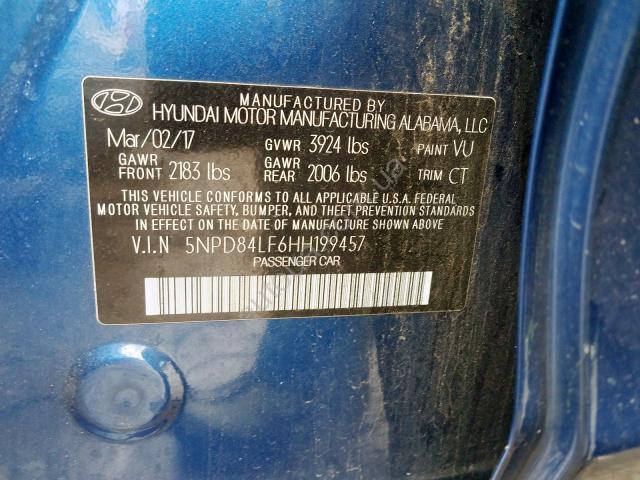 MANUFACTURED BY
HYUNDAI MOTOR MANUFACTURING ALABAMA, LLC
Mar/02/17 GVWR 3924 lbs PAINT VU
GAWR FRONT 2183 lbs GAWR REAR 2006 lbs TRIM CT
THIS VEHICLE CONFORMS TO ALL APPLICABLE U.S.A. FEDERAL
MOTOR VEHICLE SAFETY, BUMPER, AND THEFT PREVENTION STANDARDS
IN EFFECT ON THE DATE OF MANUFACTURE SHOWN ABOVE.
V.I.N 5NPD84LF6HH199457
PASSENGER CAR